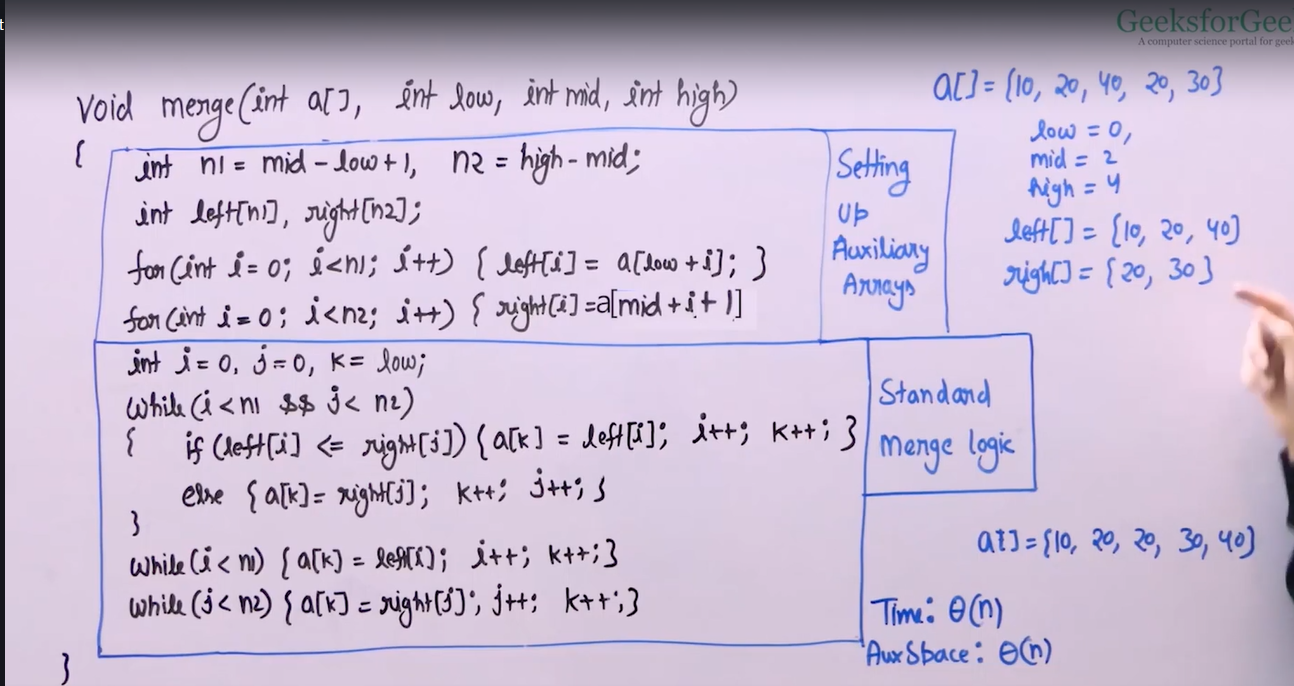 t
GeeksforGee
A computer science portal for geek
void merge(int a[], int low, int mid, int high)
{
int n1 = mid - low + 1, n2 = high - mid;
int left[n1], right[n2];
for(int i = 0; i < n1; i++) { left[i] = a[low + i]; }
for(int i = 0; i < n2; i++) { right[i] = a[mid + i + 1]
Setting
Up
Auxiliary
Arrays
int i = 0, j = 0, k = low;
while(i < n1 && j < n2)
{ if (left[i] <= right[j]) { a[k] = left[i]; i++; k++; }
else { a[k] = right[j]; k++; j++; }
}
while(i < n1) { a[k] = left[i]; i++; k++; }
while(j < n2) { a[k] = right[j]; j++; k++; }
}
Standard
Merge logic
a[] = {10, 20, 40, 20, 30}
low = 0,
mid = 2
high = 4
left[] = {10, 20, 40}
righ[] = {20, 30}
a[] = {10, 20, 20, 30, 40}
Time: θ(n)
Aux Space: θ(n)